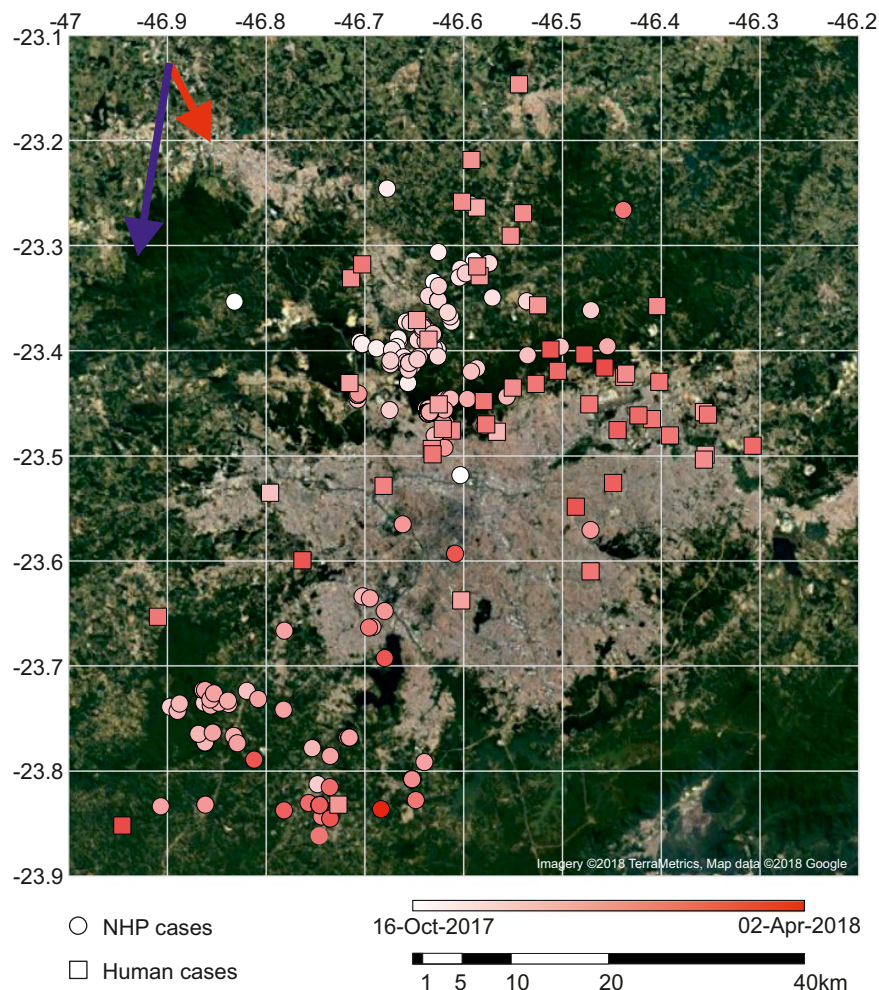 -47 -46.9 -46.8 -46.7 -46.6 -46.5 -46.4 -46.3 -46.2
-23.1
-23.2
-23.3
-23.4
-23.5
-23.6
-23.7
-23.8
-23.9
Imagery ©2018 TerraMetrics, Map data ©2018 Google
NHP cases
16-Oct-2017 02-Apr-2018
Human cases
1 5 10 20 40km